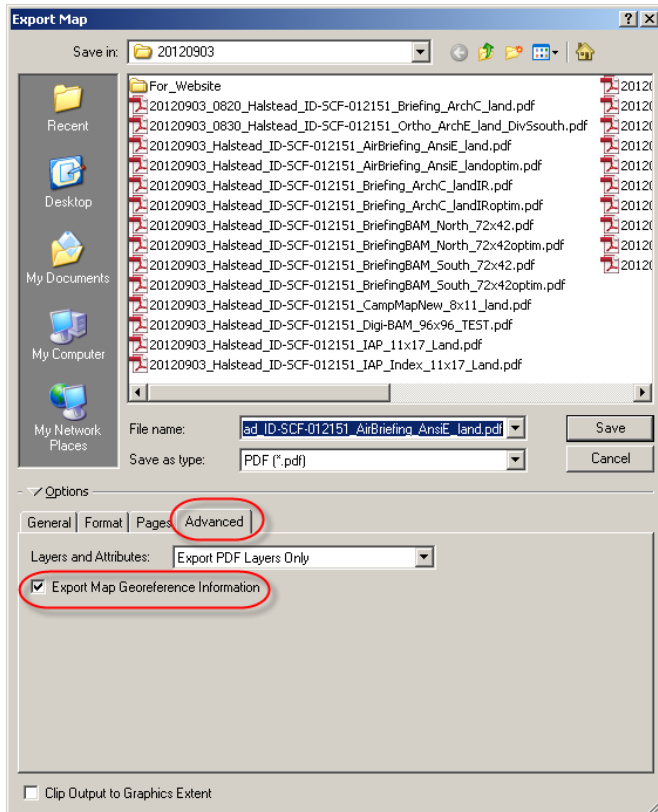 Export Map
Save in: 20120903
Recent
Desktop
My Documents
My Computer
My Network Places
For_Website
20120903_0820_Halstead_ID-SCF-012151_Briefing_ArchC_land.pdf
20120903_0830_Halstead_ID-SCF-012151_Ortho_ArchE_land_DivSsouth.pdf
20120903_Halstead_ID-SCF-012151_AirBriefing_AnsiE_land.pdf
20120903_Halstead_ID-SCF-012151_AirBriefing_AnsiE_landoptim.pdf
20120903_Halstead_ID-SCF-012151_Briefing_ArchC_landIR.pdf
20120903_Halstead_ID-SCF-012151_Briefing_ArchC_landIRoptim.pdf
20120903_Halstead_ID-SCF-012151_BriefingBAM_North_72x42.pdf
20120903_Halstead_ID-SCF-012151_BriefingBAM_North_72x42optim.pdf
20120903_Halstead_ID-SCF-012151_BriefingBAM_South_72x42.pdf
20120903_Halstead_ID-SCF-012151_BriefingBAM_South_72x42optim.pdf
20120903_Halstead_ID-SCF-012151_CampMapNew_8x11_land.pdf
20120903_Halstead_ID-SCF-012151_Digi-BAM_96x96_TEST.pdf
20120903_Halstead_ID-SCF-012151_IAP_11x17_Land.pdf
20120903_Halstead_ID-SCF-012151_IAP_Index_11x17_Land.pdf
File name: ad_ID-SCF-012151_AirBriefing_AnsiE_land.pdf Save
Save as type: PDF (*.pdf) Cancel
Options
General Format Pages Advanced
Layers and Attributes: Export PDF Layers Only
Export Map Georeference Information
Clip Output to Graphics Extent